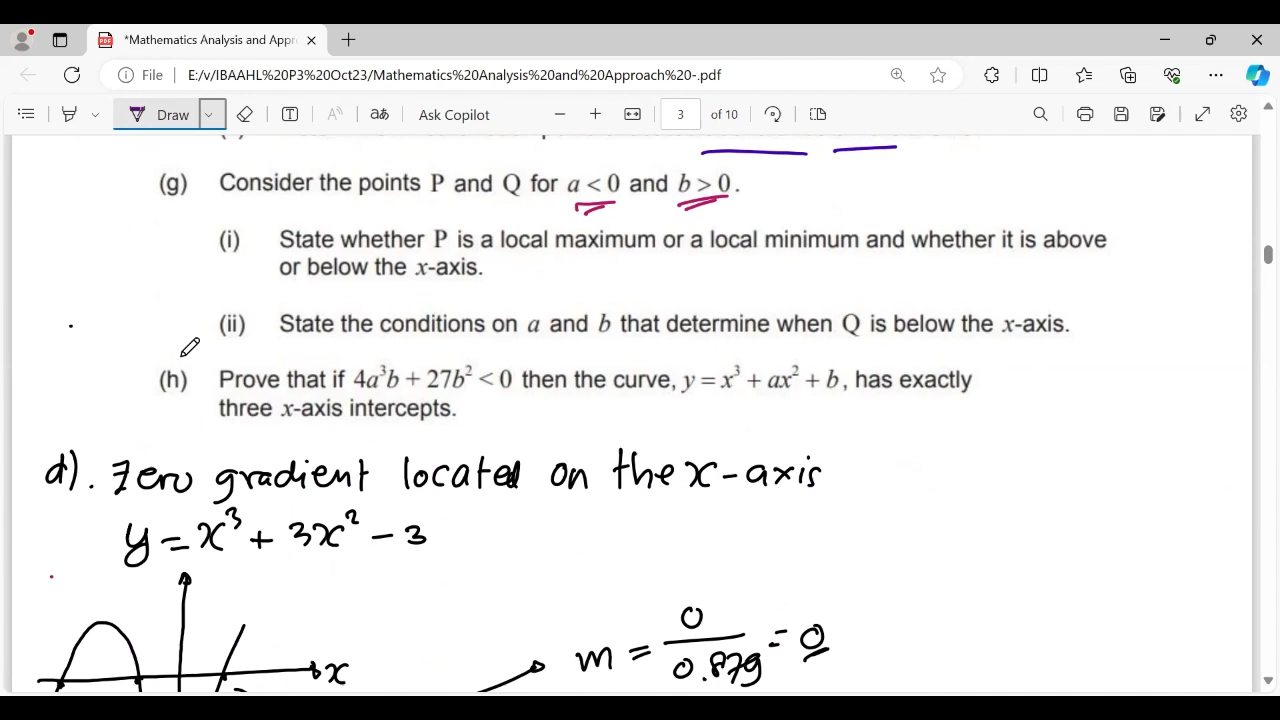 *Mathematics Analysis and Appr
File E:/v/IBAAHL%20P3%20Oct23/Mathematics%20Analysis%20and%20Approach%20-.pdf
Draw Ask Copilot 3 of 10
(g) Consider the points P and Q for a < 0 and b > 0.
(i) State whether P is a local maximum or a local minimum and whether it is above
or below the x-axis.
(ii) State the conditions on a and b that determine when Q is below the x-axis.
(h) Prove that if 4a³b + 27b² < 0 then the curve, y = x³ + ax² + b, has exactly
three x-axis intercepts.
d). Zero gradient located on the x-axis
y = x³ + 3x² - 3
m = 0/0.879 = 0
x